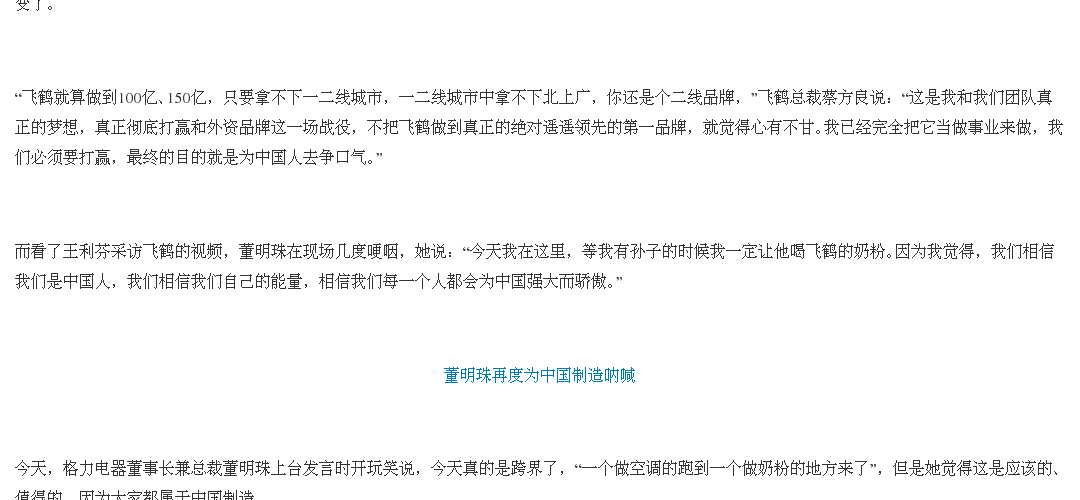 变了。
“飞鹤就算做到100亿、150亿，只要拿不下一二线城市，一二线城市中拿不下北上广，你还是个二线品牌，”飞鹤总裁蔡方良说：“这是我和我们团队真
正的梦想，真正彻底打赢和外资品牌这一场战役，不把飞鹤做到真正的绝对遥遥领先的第一品牌，就觉得心有不甘。我已经完全把它当做事业来做，我
们必须要打赢，最终的目的就是为中国人去争口气。”
而看了王利芬采访飞鹤的视频，董明珠在现场几度哽咽，她说：“今天我在这里，等我有孙子的时候我一定让他喝飞鹤的奶粉。因为我觉得，我们相信
我们是中国人，我们相信我们自己的能量，相信我们每一个人都会为中国强大而骄傲。”
董明珠再度为中国制造呐喊
今天，格力电器董事长兼总裁董明珠上台发言时开玩笑说，今天真的是跨界了，“一个做空调的跑到一个做奶粉的地方来了”，但是她觉得这是应该的、
值得的，因为大家都属于中国制造。